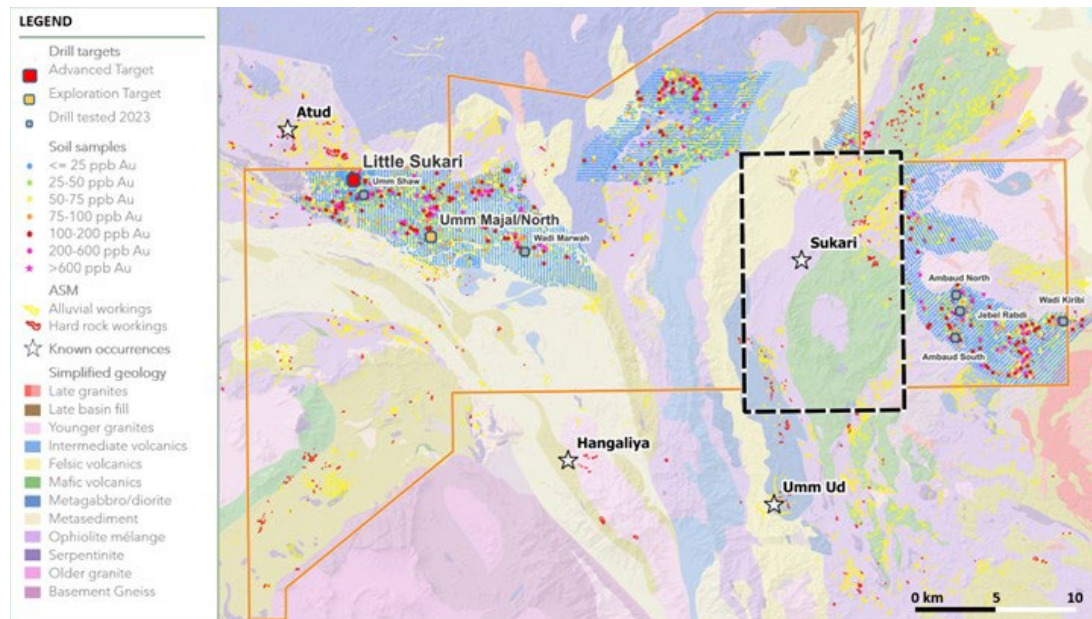 LEGEND
Drill targets
Advanced Target
Exploration Target
Drill tested 2023
Soil samples
<= 25 ppb Au
25-50 ppb Au
50-75 ppb Au
75-100 ppb Au
100-200 ppb Au
200-600 ppb Au
>600 ppb Au
ASM
Alluvial workings
Hard rock workings
Known occurrences
Simplified geology
Late granites
Late basin fill
Younger granites
Intermediate volcanics
Felsic volcanics
Mafic volcanics
Metagabbro/diorite
Metasediment
Ophiolite mélange
Serpentinite
Older granite
Basement Gneiss
Atud
Little Sukari
Umm Shaw
Umm Majal/North
Wadi Marwah
Sukari
Ambaud North
Jebel Rabdi
Wadi Kiribi
Ambaud South
Hangaliya
Umm Ud
0 km 5 10